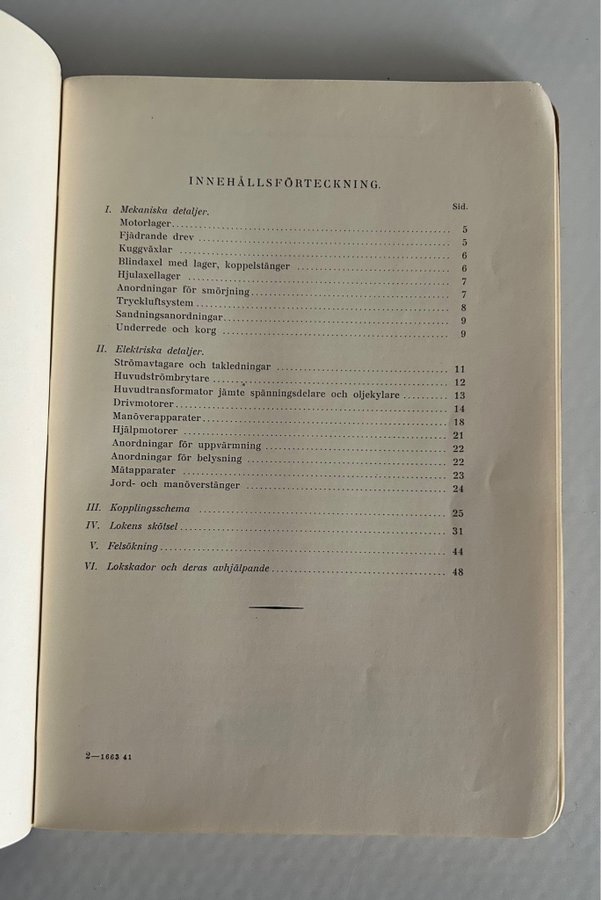 INNEHÅLLSFÖRTECKNING.
Sid.
I. Mekaniska detaljer.
Motorlager 5
Fjädrande drev 5
Kuggväxlar 6
Blindaxel med lager, koppelstänger 6
Hjulaxellager 7
Anordningar för smörjning 7
Tryckluftsystem 8
Sandningsanordningar 9
Underrede och korg 9
II. Elektriska detaljer.
Strömavtagare och takledningar 11
Huvudströmbrytare 12
Huvudtransformator jämte spänningsdelare och oljekylare 13
Drivmotorer 14
Manöverapparater 18
Hjälpmotorer 21
Anordningar för uppvärmning 22
Anordningar för belysning 22
Mätapparater 23
Jord- och manöverstänger 24
III. Kopplingsschema 25
IV. Lokens skötsel 31
V. Felsökning 44
VI. Lokskador och deras avhjälpande 48
2—1663 41